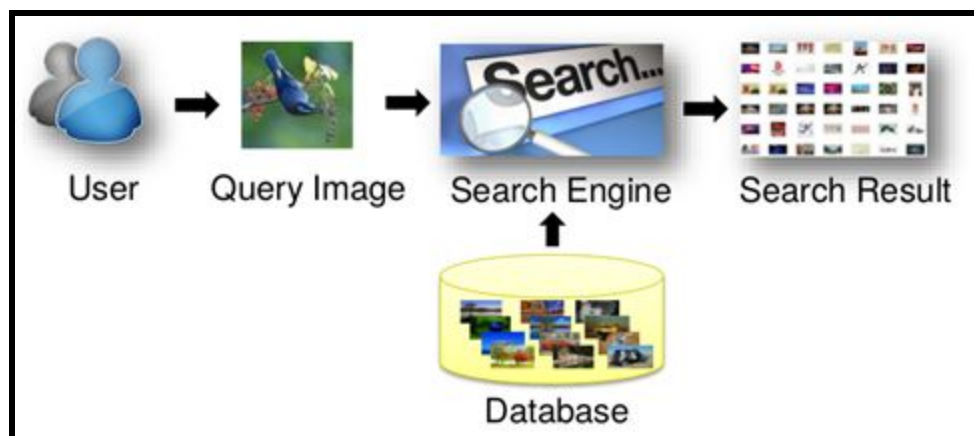 Search...
User
Query Image
Search Engine
Search Result
Database